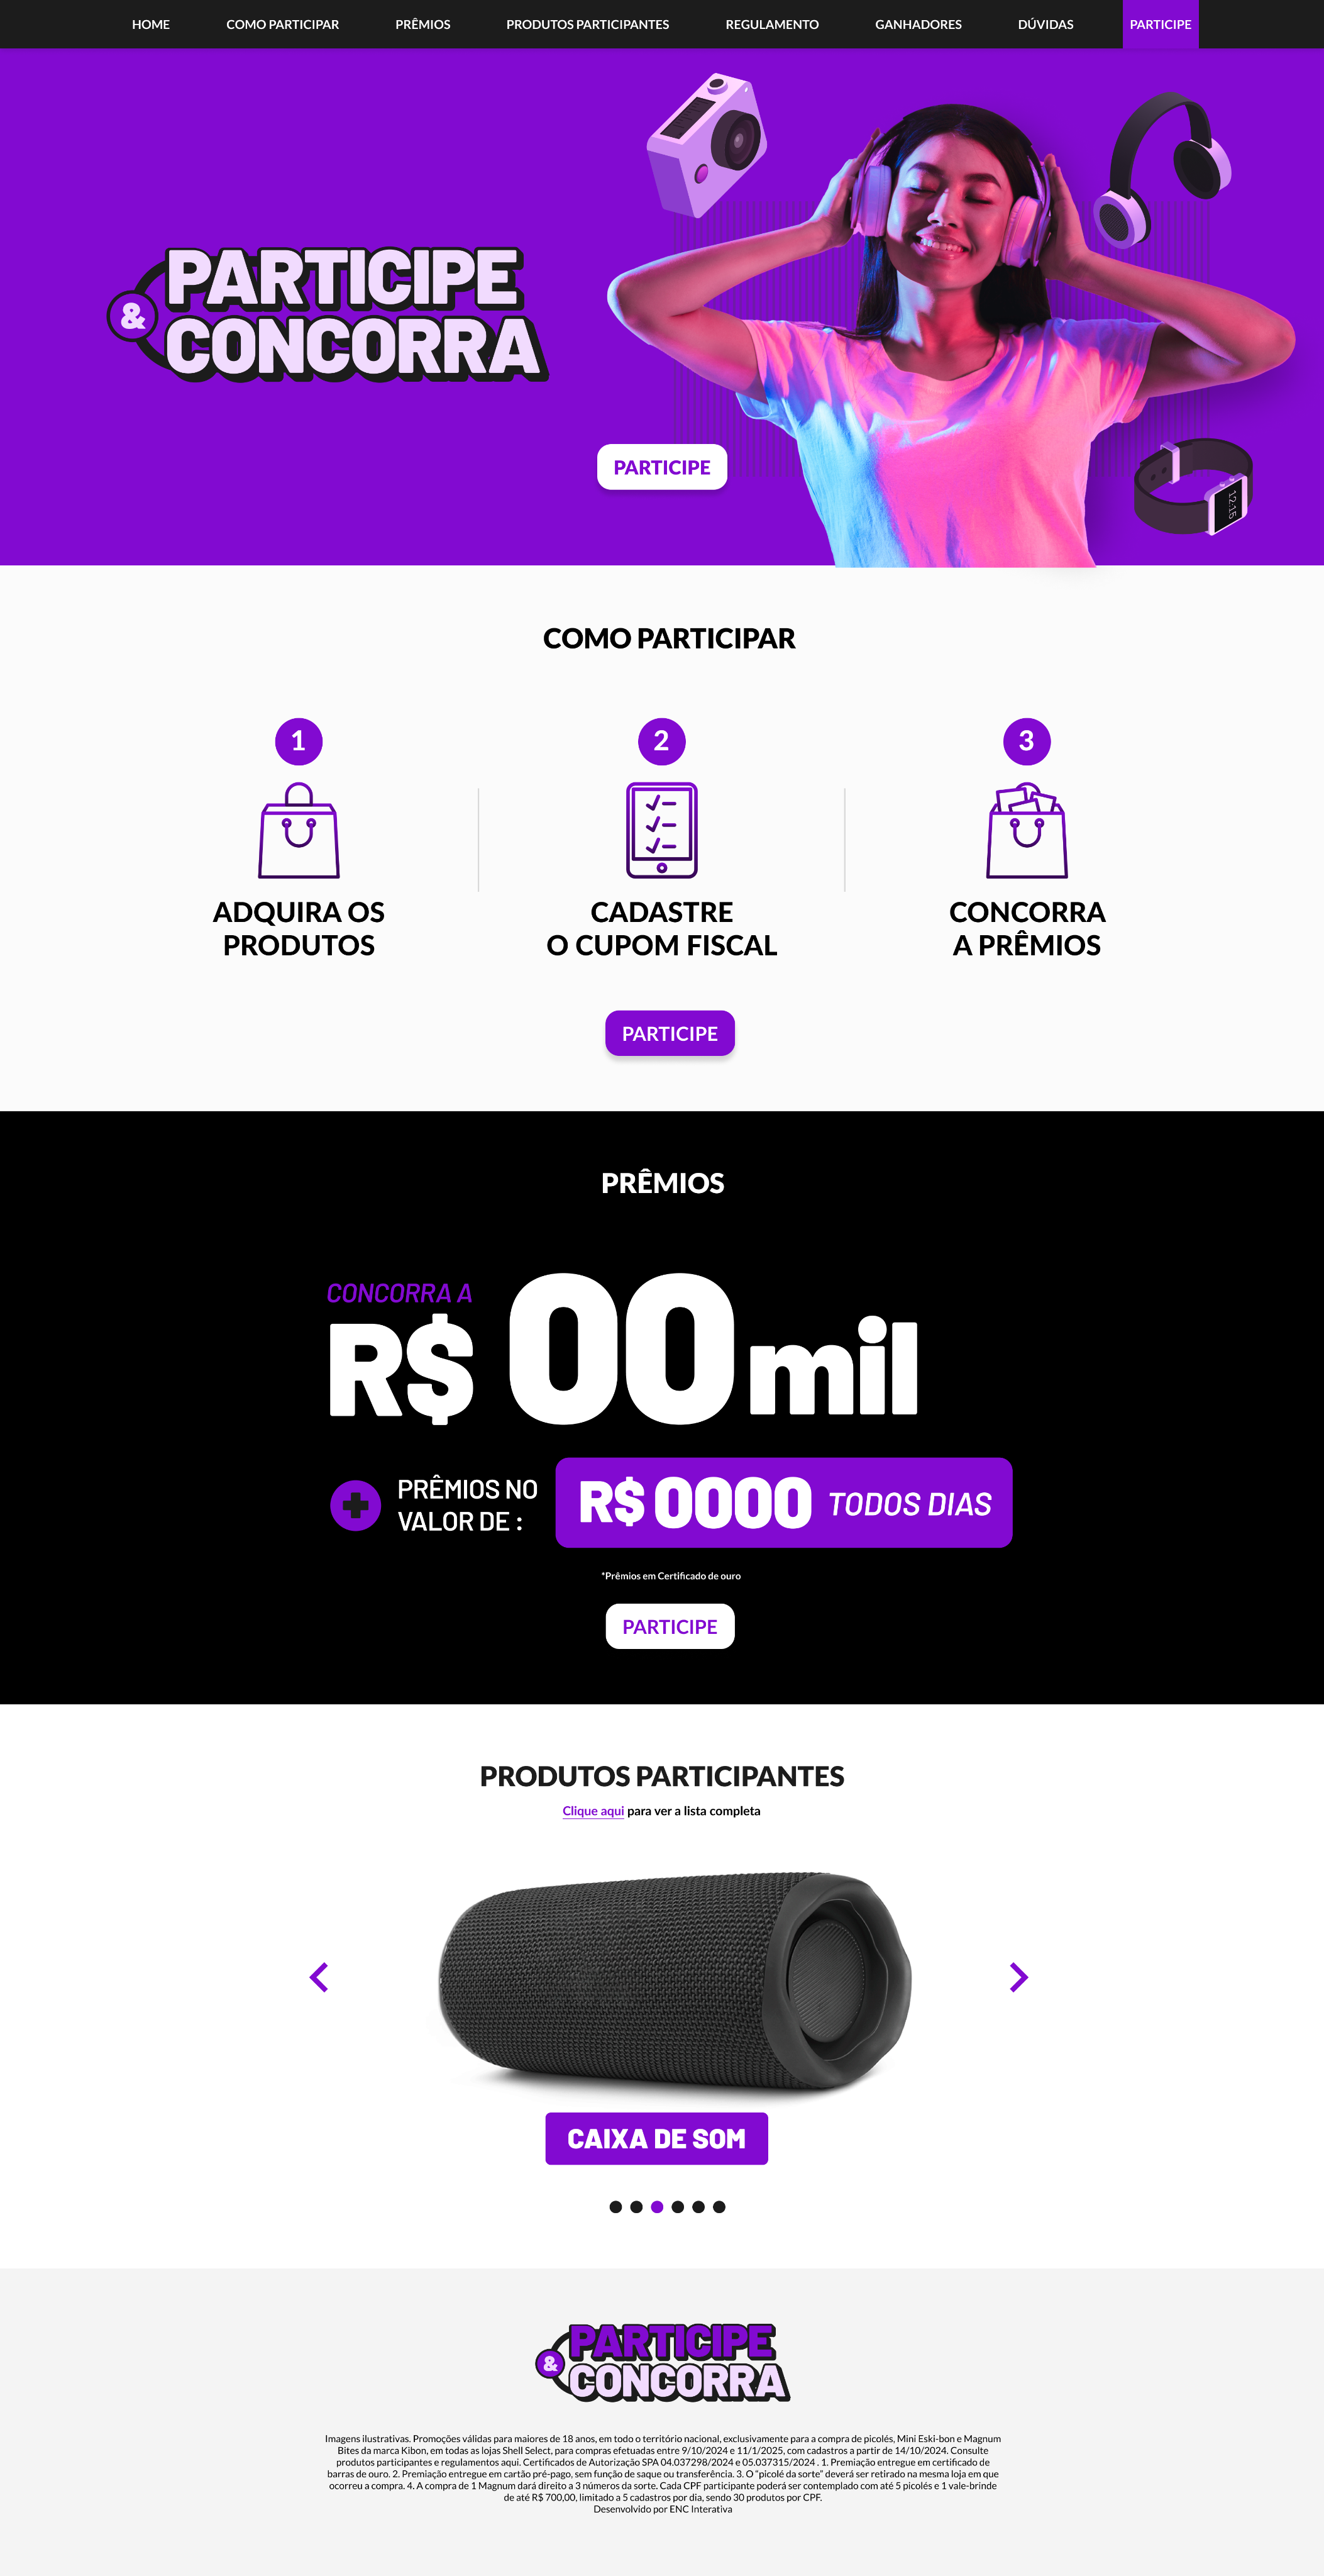 HOME COMO PARTICIPAR PRÊMIOS PRODUTOS PARTICIPANTES REGULAMENTO GANHADORES DÚVIDAS PARTICIPE
PARTICIPE
& CONCORRA
12:15
PARTICIPE
COMO PARTICIPAR
1
ADQUIRA OS
PRODUTOS
2
CADASTRE
O CUPOM FISCAL
3
CONCORRA
A PRÊMIOS
PARTICIPE
PRÊMIOS
CONCORRA A
R$ 00 mil
PRÊMIOS NO
VALOR DE :
R$ 0000 TODOS DIAS
*Prêmios em Certificado de ouro
PARTICIPE
PRODUTOS PARTICIPANTES
Clique aqui para ver a lista completa
CAIXA DE SOM
PARTICIPE
& CONCORRA
Imagens ilustrativas. Promoções válidas para maiores de 18 anos, em todo o território nacional, exclusivamente para a compra de picolés, Mini Eski-bon e Magnum
Bites da marca Kibon, em todas as lojas Shell Select, para compras efetuadas entre 9/10/2024 e 11/1/2025, com cadastros a partir de 14/10/2024. Consulte
produtos participantes e regulamentos aqui. Certificados de Autorização SPA 04.037298/2024 e 05.037315/2024 . 1. Premiação entregue em certificado de
barras de ouro. 2. Premiação entregue em cartão pré-pago, sem função de saque ou transferência. 3. O "picolé da sorte" deverá ser retirado na mesma loja em que
ocorreu a compra. 4. A compra de 1 Magnum dará direito a 3 números da sorte. Cada CPF participante poderá ser contemplado com até 5 picolés e 1 vale-brinde
de até R$ 700,00, limitado a 5 cadastros por dia, sendo 30 produtos por CPF.
Desenvolvido por ENC Interativa